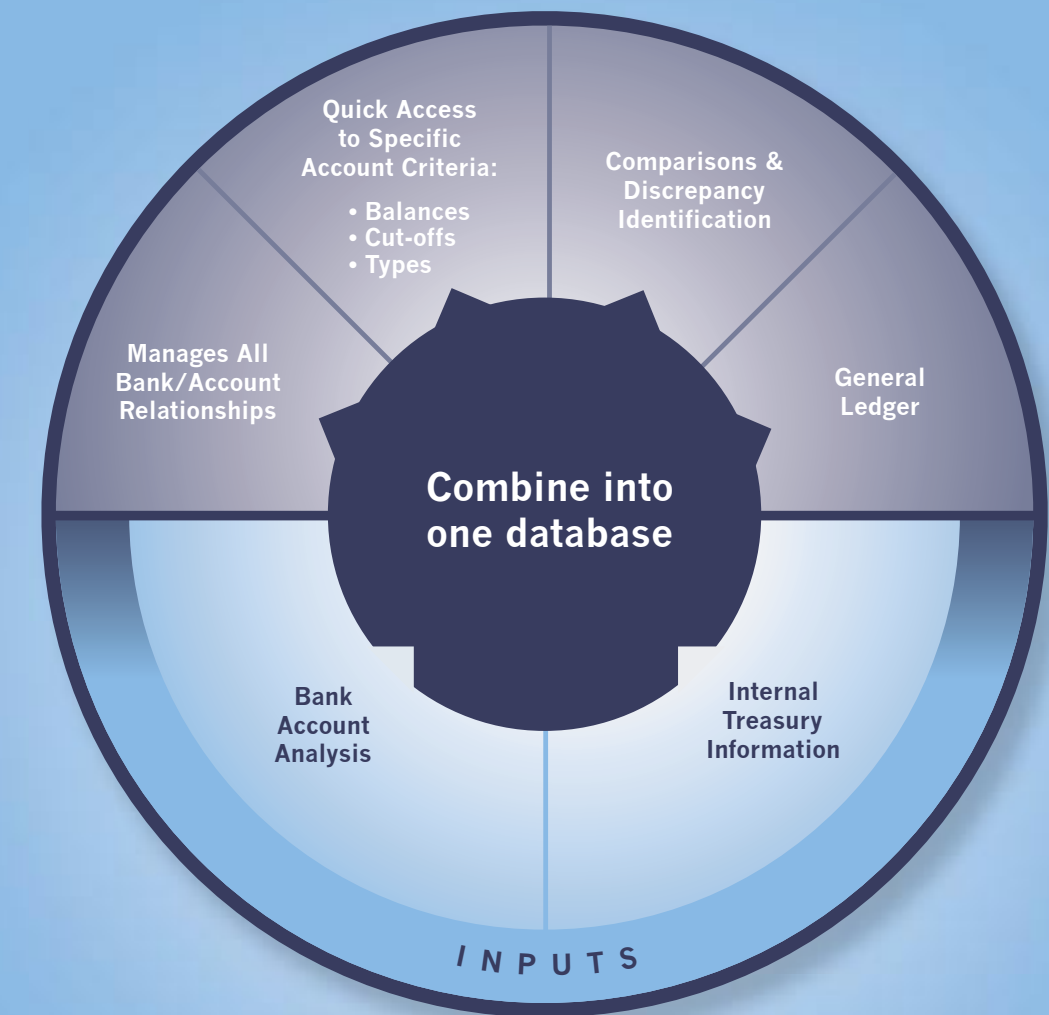 Quick Access
to Specific
Account Criteria:
• Balances
• Cut-offs
• Types
Comparisons &
Discrepancy
Identification
Manages All
Bank/Account
Relationships
General
Ledger
Combine into
one database
Bank
Account
Analysis
Internal
Treasury
Information
INPUTS